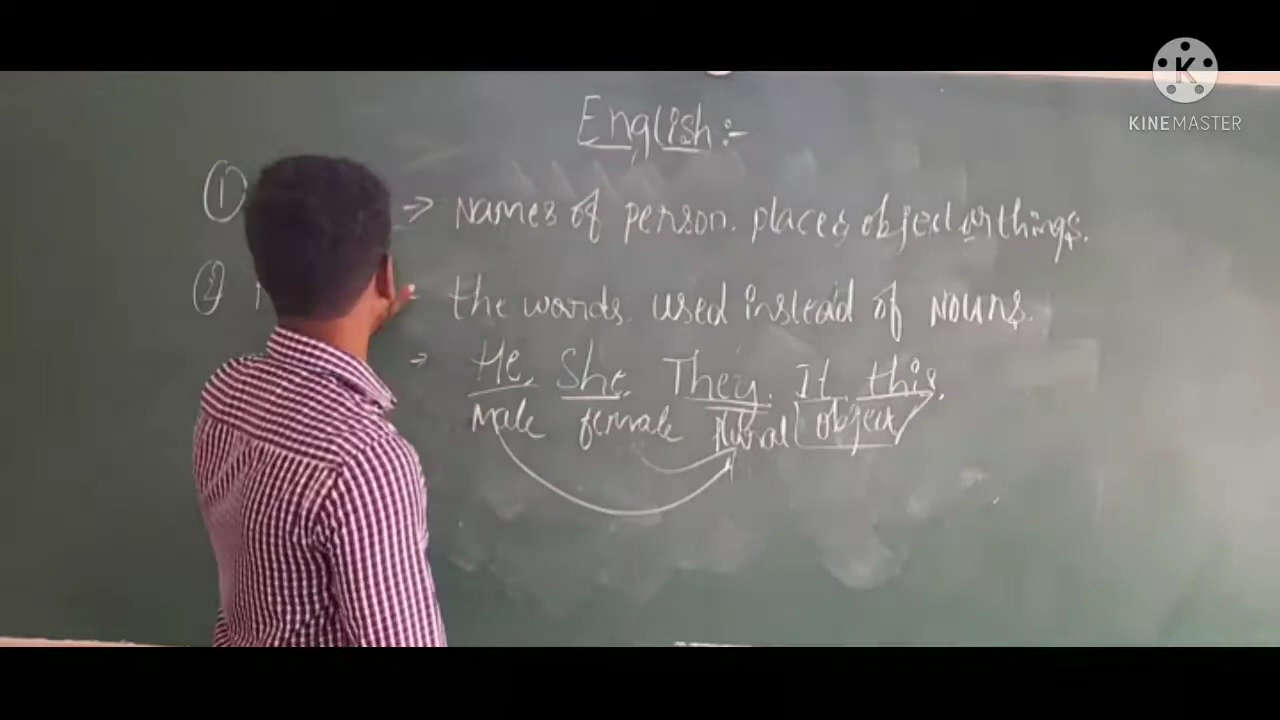 English :-
① → Names of person. places object or things.
② the words used instead of Nouns.
→ He, She, They, It, this.
Male female plural object
KINEMASTER